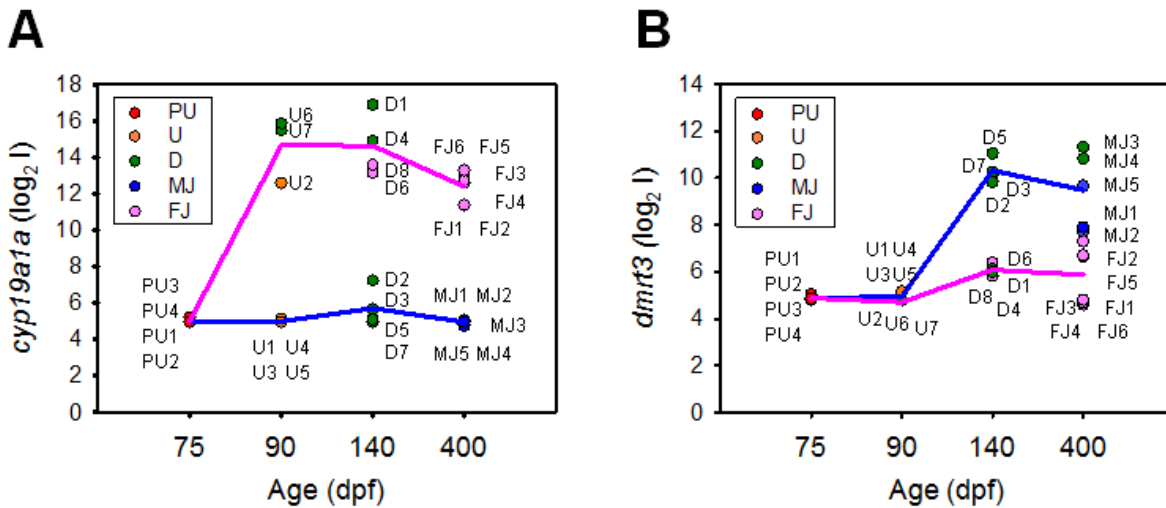 A
cyp19a1a (log2 I)
18
16
14
12
10
8
6
4
2
0
PU
U
D
MJ
FJ
PU3
PU4
PU1
PU2
U6
U7
U2
U1 U4
U3 U5
D1
D4
D8
D6
D2
D3
D5
D7
FJ6 FJ5
FJ3
FJ4
FJ1 FJ2
MJ1 MJ2
MJ3
MJ5 MJ4
75 90 140 400
Age (dpf)
B
dmrt3 (log2 I)
14
12
10
8
6
4
2
0
PU
U
D
MJ
FJ
PU1
PU2
PU3
PU4
U1 U4
U3 U5
U2 U6 U7
D5
D7
D3
D2
D6
D1
D8
D4
MJ3
MJ4
MJ5
MJ1
MJ2
FJ2
FJ5
FJ3 FJ1
FJ4 FJ6
75 90 140 400
Age (dpf)